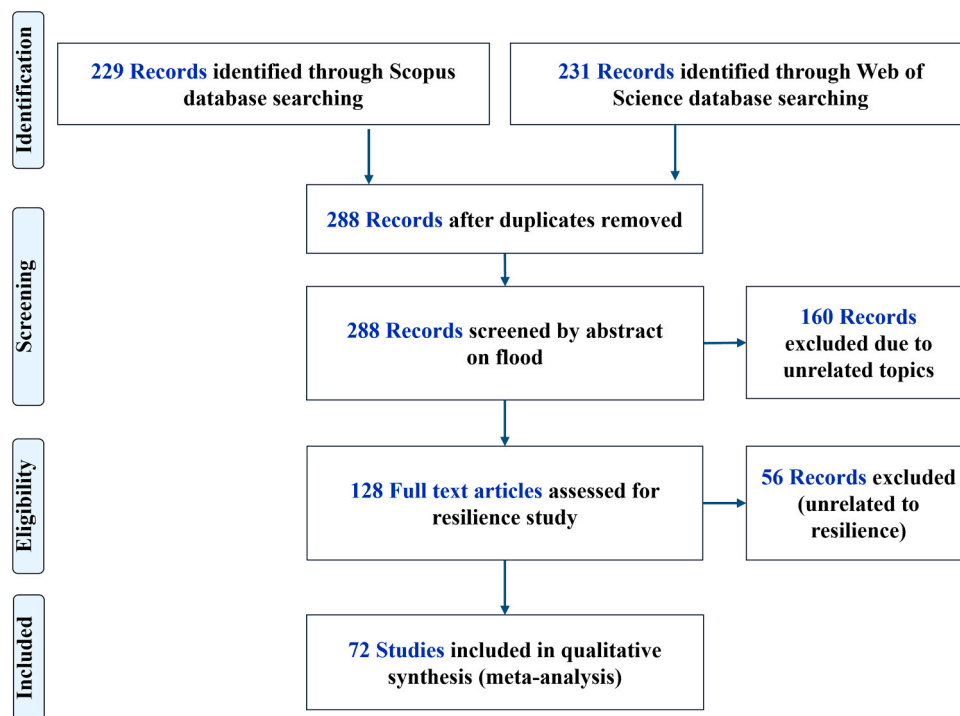 Identification
229 Records identified through Scopus
database searching
231 Records identified through Web of
Science database searching
Screening
288 Records after duplicates removed
288 Records screened by abstract
on flood
160 Records
excluded due to
unrelated topics
Eligibility
128 Full text articles assessed for
resilience study
56 Records excluded
(unrelated to
resilience)
Included
72 Studies included in qualitative
synthesis (meta-analysis)